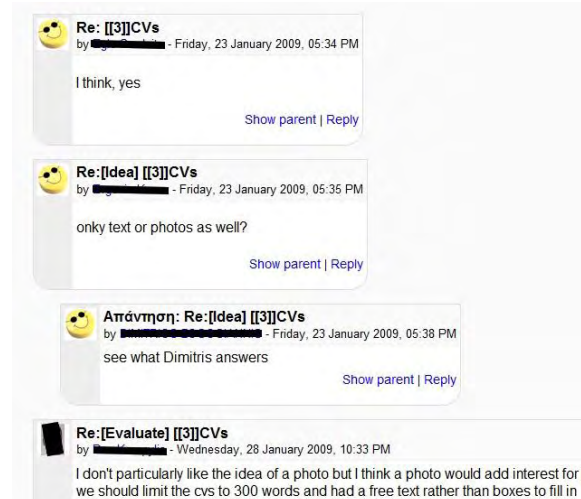 Re: [[3]]CVs
by - Friday, 23 January 2009, 05:34 PM
I think, yes
Show parent | Reply
Re:[Idea] [[3]]CVs
by - Friday, 23 January 2009, 05:35 PM
onky text or photos as well?
Show parent | Reply
Απάντηση: Re:[Idea] [[3]]CVs
by - Friday, 23 January 2009, 05:38 PM
see what Dimitris answers
Show parent | Reply
Re:[Evaluate] [[3]]CVs
by - Wednesday, 28 January 2009, 10:33 PM
I don't particularly like the idea of a photo but I think a photo would add interest for
we should limit the cvs to 300 words and had a free text rather than boxes to fill in